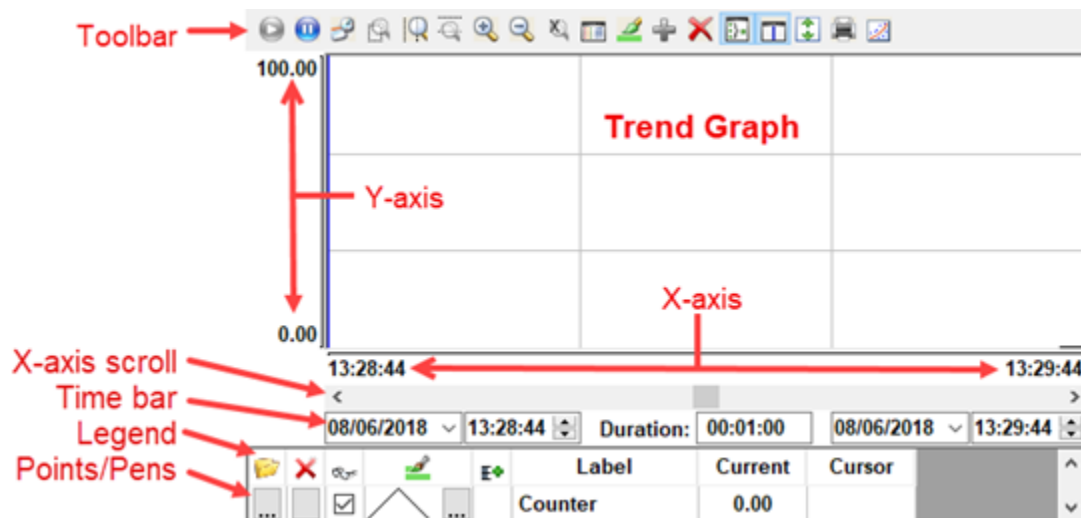 Toolbar
100.00
Trend Graph
Y-axis
X-axis
0.00
13:28:44 13:29:44
X-axis scroll
Time bar
08/06/2018 13:28:44 Duration: 00:01:00 08/06/2018 13:29:44
Legend
Label Current Cursor
Points/Pens
... ... Counter 0.00